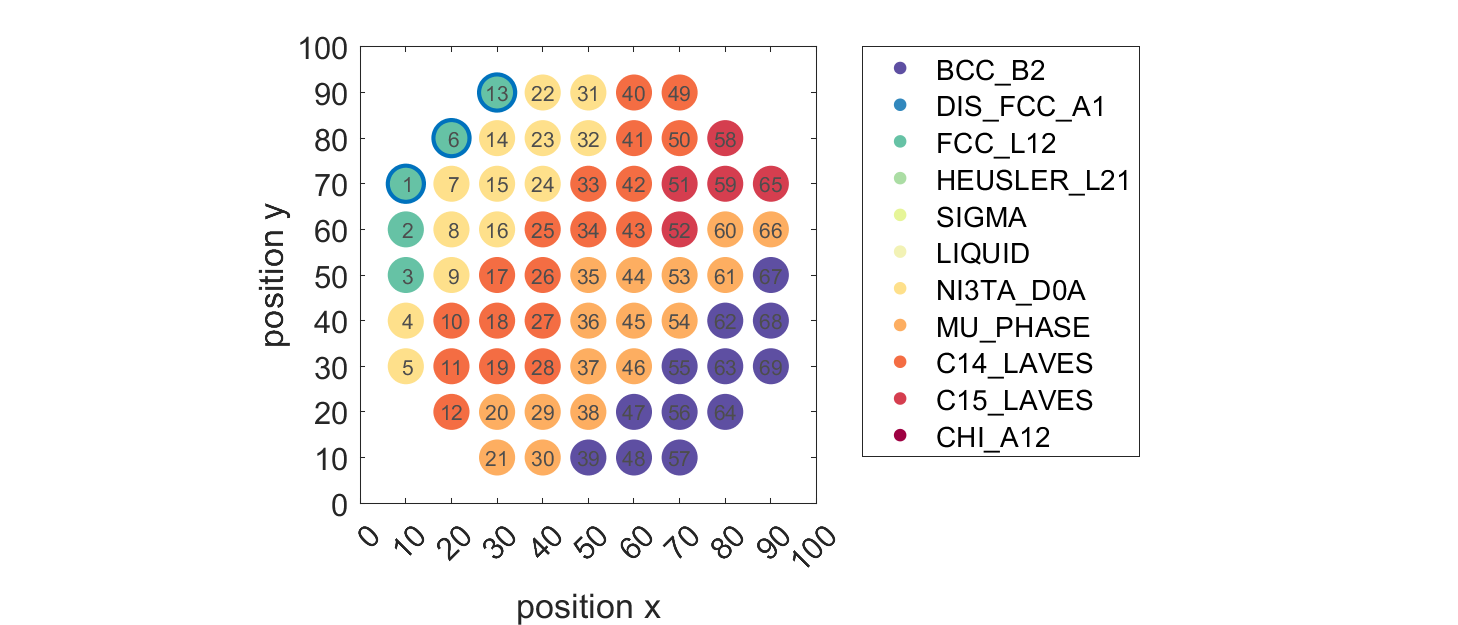 100
90
80
70
60
50
40
30
20
10
0
position y
13 22 31 40 49
6 14 23 32 41 50 58
1 7 15 24 33 42 51 59 65
2 8 16 25 34 43 52 60 66
3 9 17 26 35 44 53 61 67
4 10 18 27 36 45 54 62 68
5 11 19 28 37 46 55 63 69
12 20 29 38 47 56 64
21 30 39 48 57
0 10 20 30 40 50 60 70 80 90 100
position x
BCC_B2
DIS_FCC_A1
FCC_L12
HEUSLER_L21
SIGMA
LIQUID
NI3TA_D0A
MU_PHASE
C14_LAVES
C15_LAVES
CHI_A12